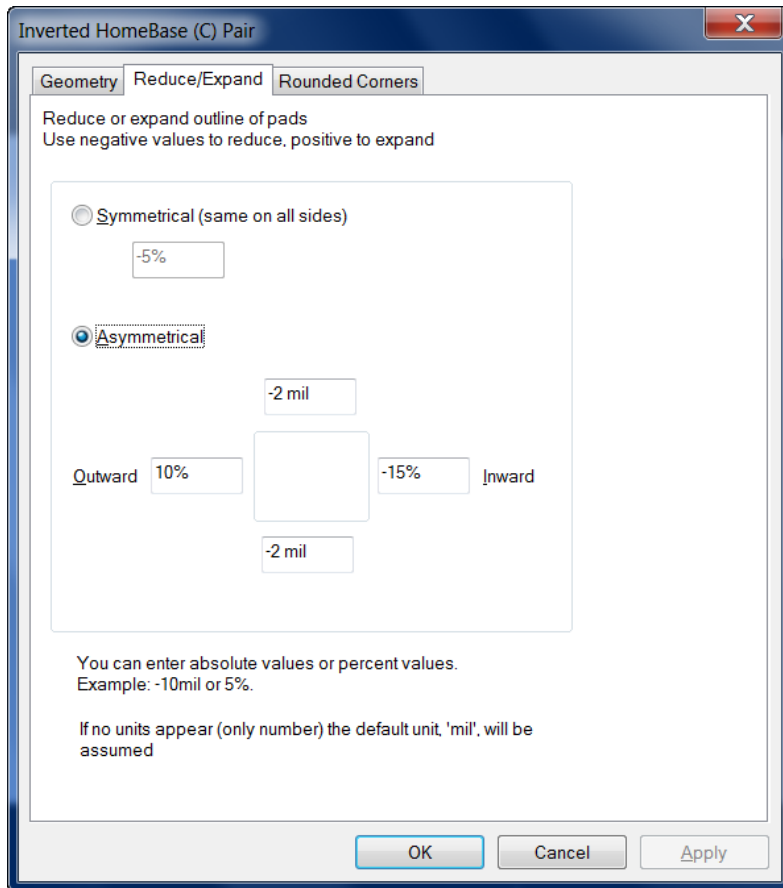 Inverted HomeBase (C) Pair
X
Geometry Reduce/Expand Rounded Corners
Reduce or expand outline of pads
Use negative values to reduce, positive to expand
Symmetrical (same on all sides)
-5%
Asymmetrical
-2 mil
Outward 10% -15% Inward
-2 mil
You can enter absolute values or percent values.
Example: -10mil or 5%.
If no units appear (only number) the default unit, 'mil', will be
assumed
OK Cancel Apply